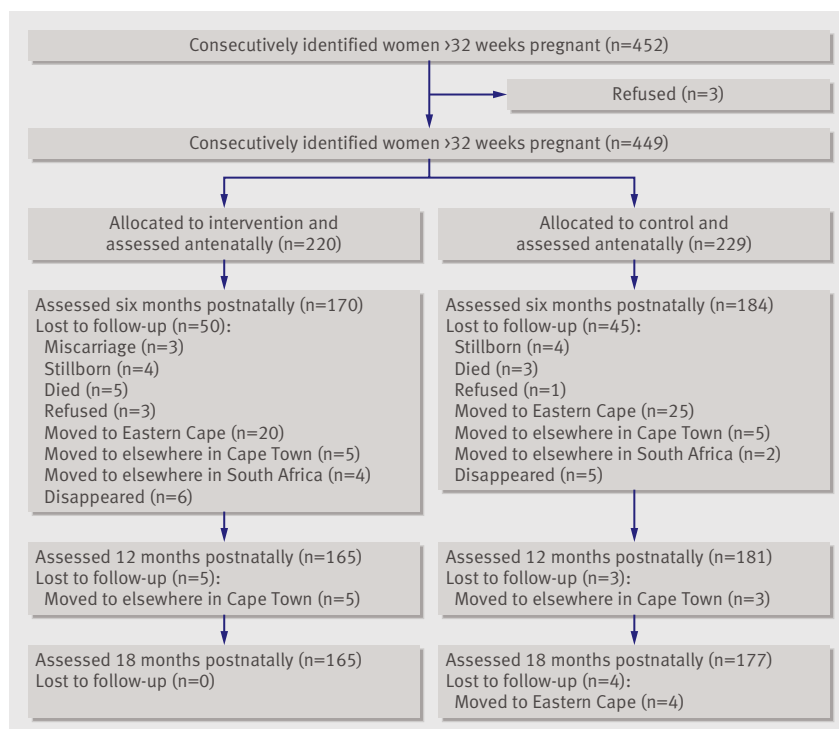 Consecutively identified women >32 weeks pregnant (n=452)
Refused (n=3)
Consecutively identified women >32 weeks pregnant (n=449)
Allocated to intervention and
assessed antenatally (n=220)
Allocated to control and
assessed antenatally (n=229)
Assessed six months postnatally (n=170)
Lost to follow-up (n=50):
Miscarriage (n=3)
Stillborn (n=4)
Died (n=5)
Refused (n=3)
Moved to Eastern Cape (n=20)
Moved to elsewhere in Cape Town (n=5)
Moved to elsewhere in South Africa (n=4)
Disappeared (n=6)
Assessed six months postnatally (n=184)
Lost to follow-up (n=45):
Stillborn (n=4)
Died (n=3)
Refused (n=1)
Moved to Eastern Cape (n=25)
Moved to elsewhere in Cape Town (n=5)
Moved to elsewhere in South Africa (n=2)
Disappeared (n=5)
Assessed 12 months postnatally (n=165)
Lost to follow-up (n=5):
Moved to elsewhere in Cape Town (n=5)
Assessed 12 months postnatally (n=181)
Lost to follow-up (n=3):
Moved to elsewhere in Cape Town (n=3)
Assessed 18 months postnatally (n=165)
Lost to follow-up (n=0)
Assessed 18 months postnatally (n=177)
Lost to follow-up (n=4):
Moved to Eastern Cape (n=4)